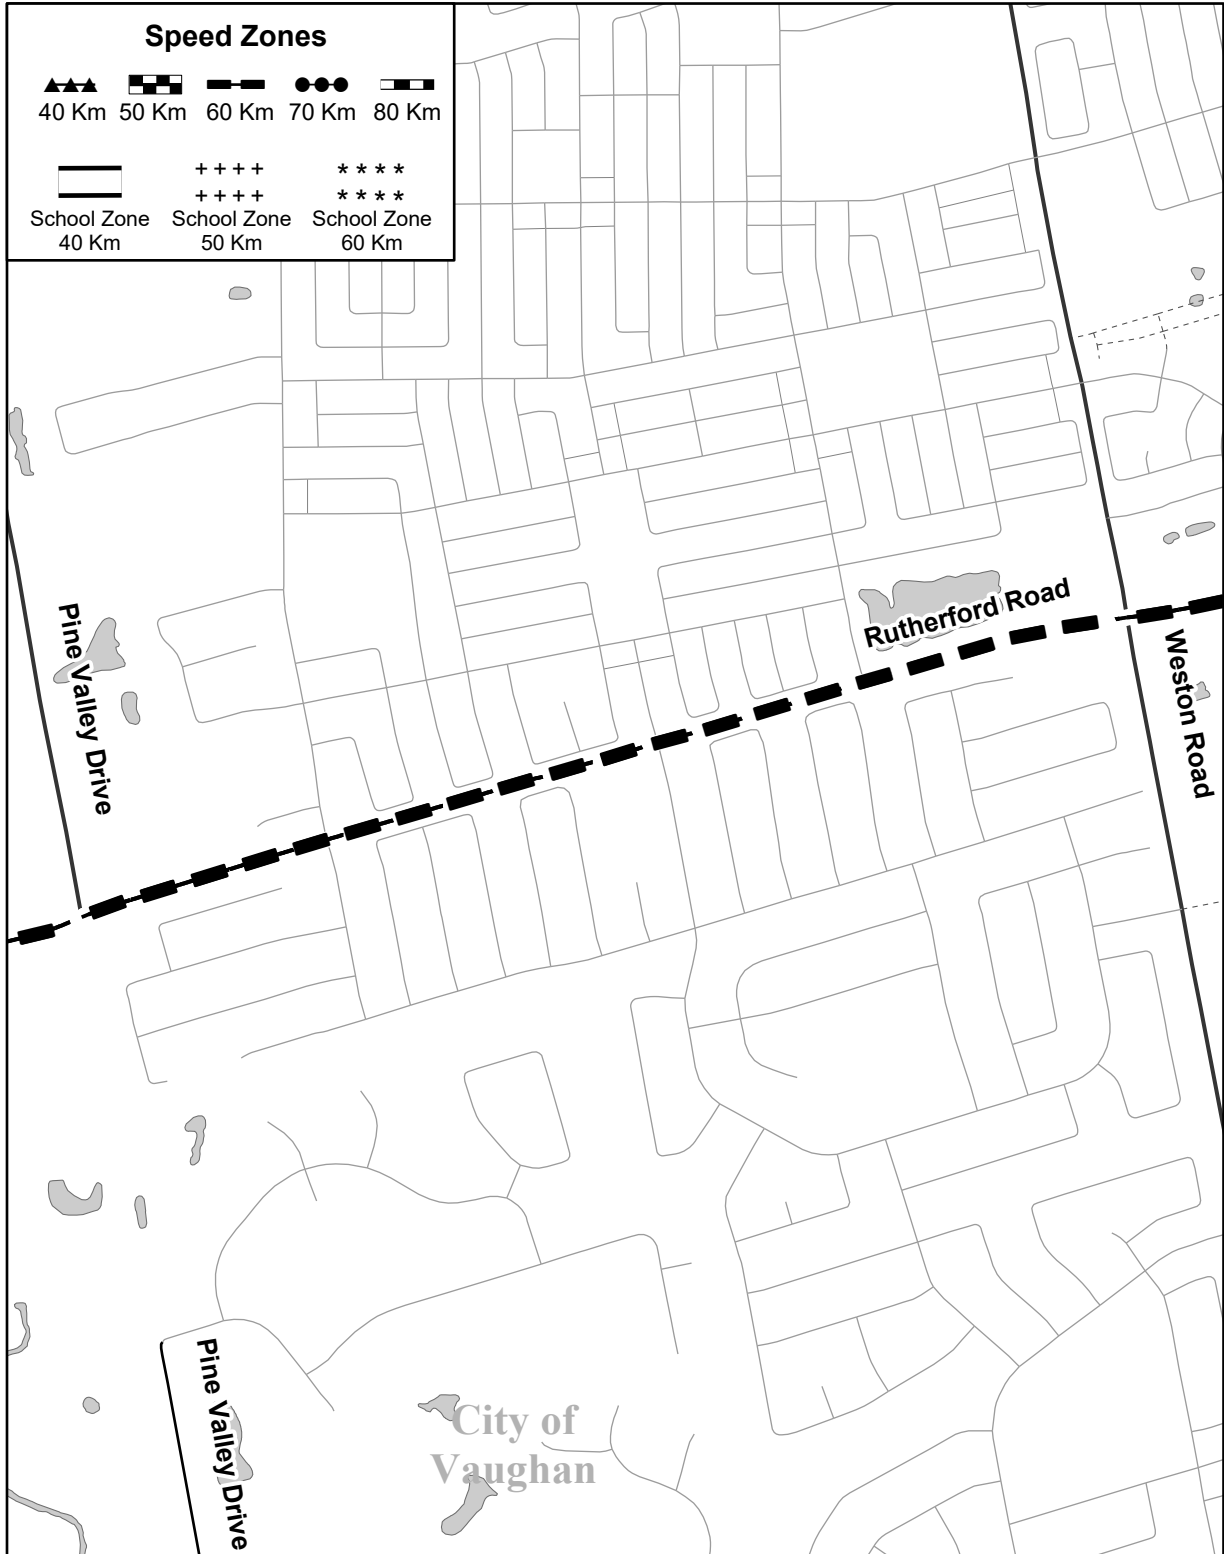 Speed Zones
40 Km 50 Km 60 Km 70 Km 80 Km
School Zone School Zone School Zone
40 Km 50 Km 60 Km
Rutherford Road
Pine Valley Drive
Weston Road
Pine Valley Drive
City of
Vaughan